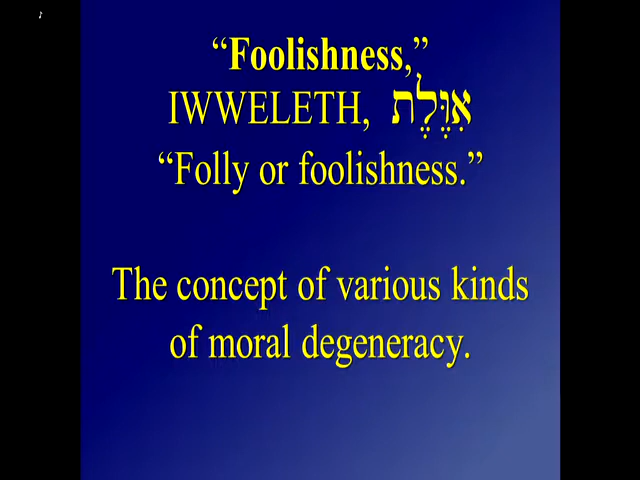 “Foolishness,”
IWWELETH, אִוֶּלֶת
“Folly or foolishness.”
The concept of various kinds
of moral degeneracy.